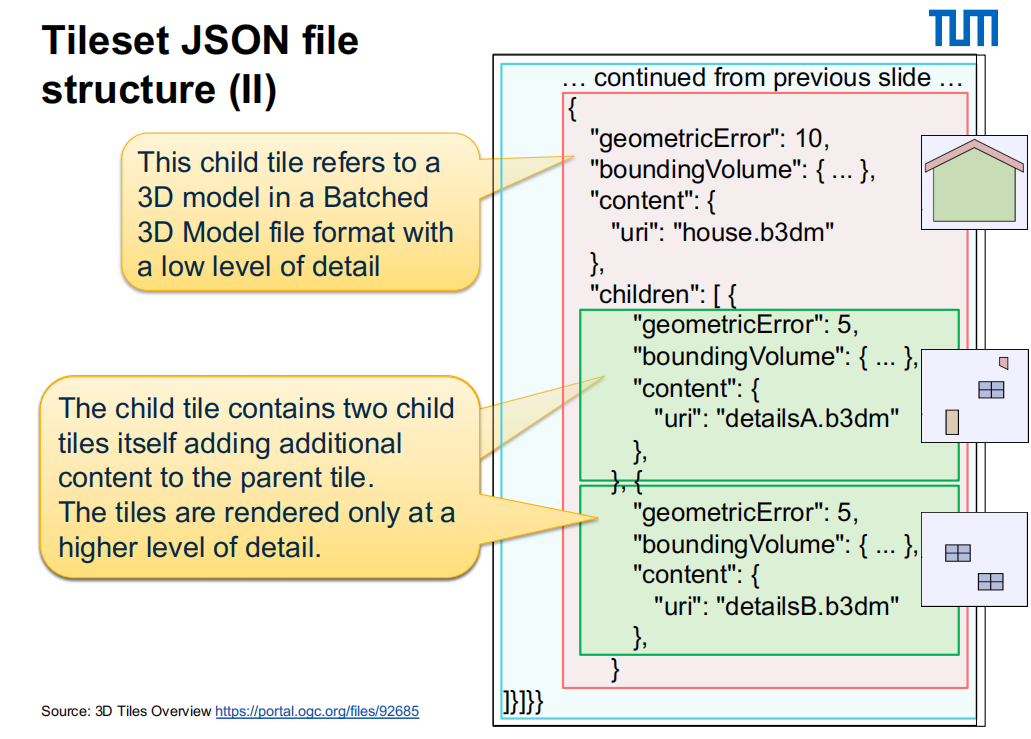 Tileset JSON file
structure (II)
TUM
… continued from previous slide …
{
"geometricError": 10,
"boundingVolume": { ... },
"content": {
"uri": "house.b3dm"
},
"children": [ {
"geometricError": 5,
"boundingVolume": { ... },
"content": {
"uri": "detailsA.b3dm"
},
}, {
"geometricError": 5,
"boundingVolume": { ... },
"content": {
"uri": "detailsB.b3dm"
},
}
]}]}}
This child tile refers to a
3D model in a Batched
3D Model file format with
a low level of detail
The child tile contains two child
tiles itself adding additional
content to the parent tile.
The tiles are rendered only at a
higher level of detail.
Source: 3D Tiles Overview https://portal.ogc.org/files/92685